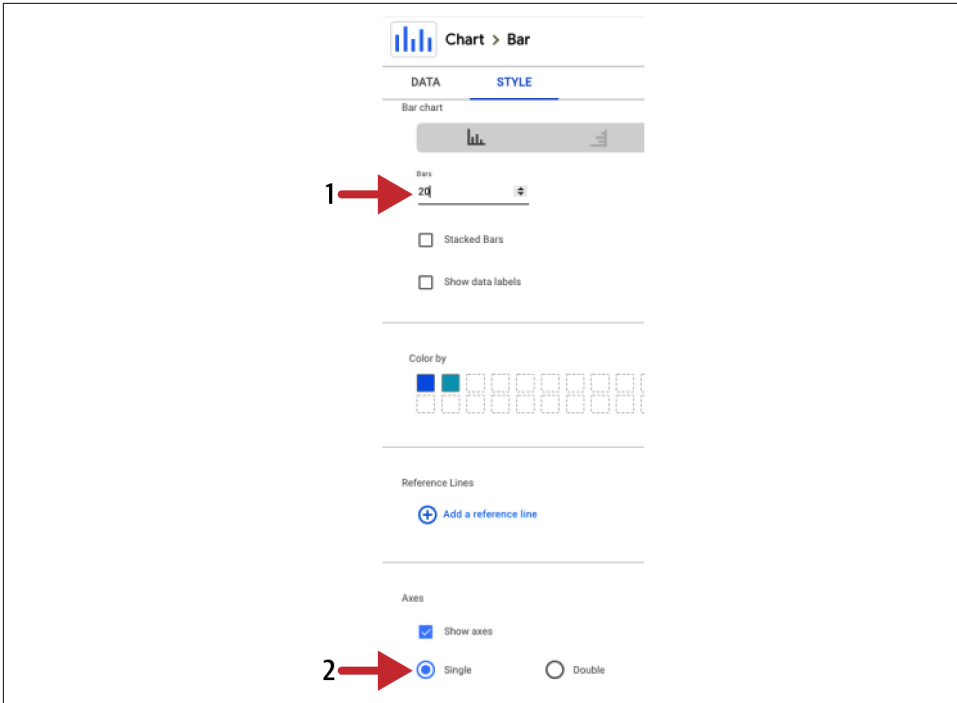 Chart > Bar
DATA STYLE
Bar chart
Bars
1 20
Stacked Bars
Show data labels
Color by
Reference Lines
Add a reference line
Axes
Show axes
2 Single Double